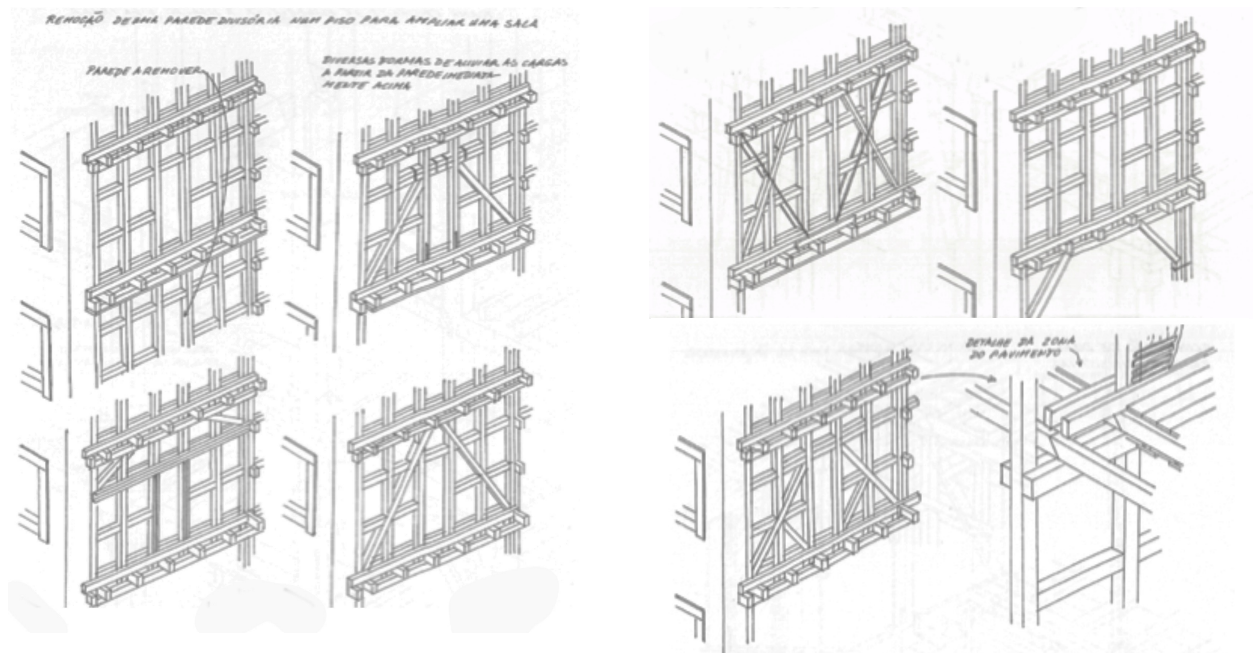 REMOÇÃO DE UMA PAREDE DIVISÓRIA NUM PISO PARA AMPLIAR UMA SALA
PAREDE A REMOVER
DIVERSAS FORMAS DE ALIVIAR AS CARGAS
A PARTIR DA PAREDE IMEDIATA-
MENTE ACIMA
DETALHE DA ZONA
DO PAVIMENTO